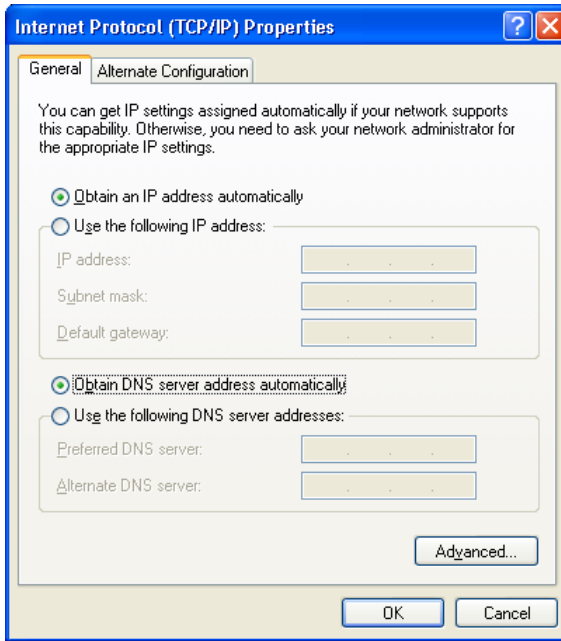 Internet Protocol (TCP/IP) Properties
General
Alternate Configuration
You can get IP settings assigned automatically if your network supports
this capability. Otherwise, you need to ask your network administrator for
the appropriate IP settings.
Obtain an IP address automatically
Use the following IP address:
IP address:
Subnet mask:
Default gateway:
Obtain DNS server address automatically
Use the following DNS server addresses:
Preferred DNS server:
Alternate DNS server:
Advanced...
OK
Cancel